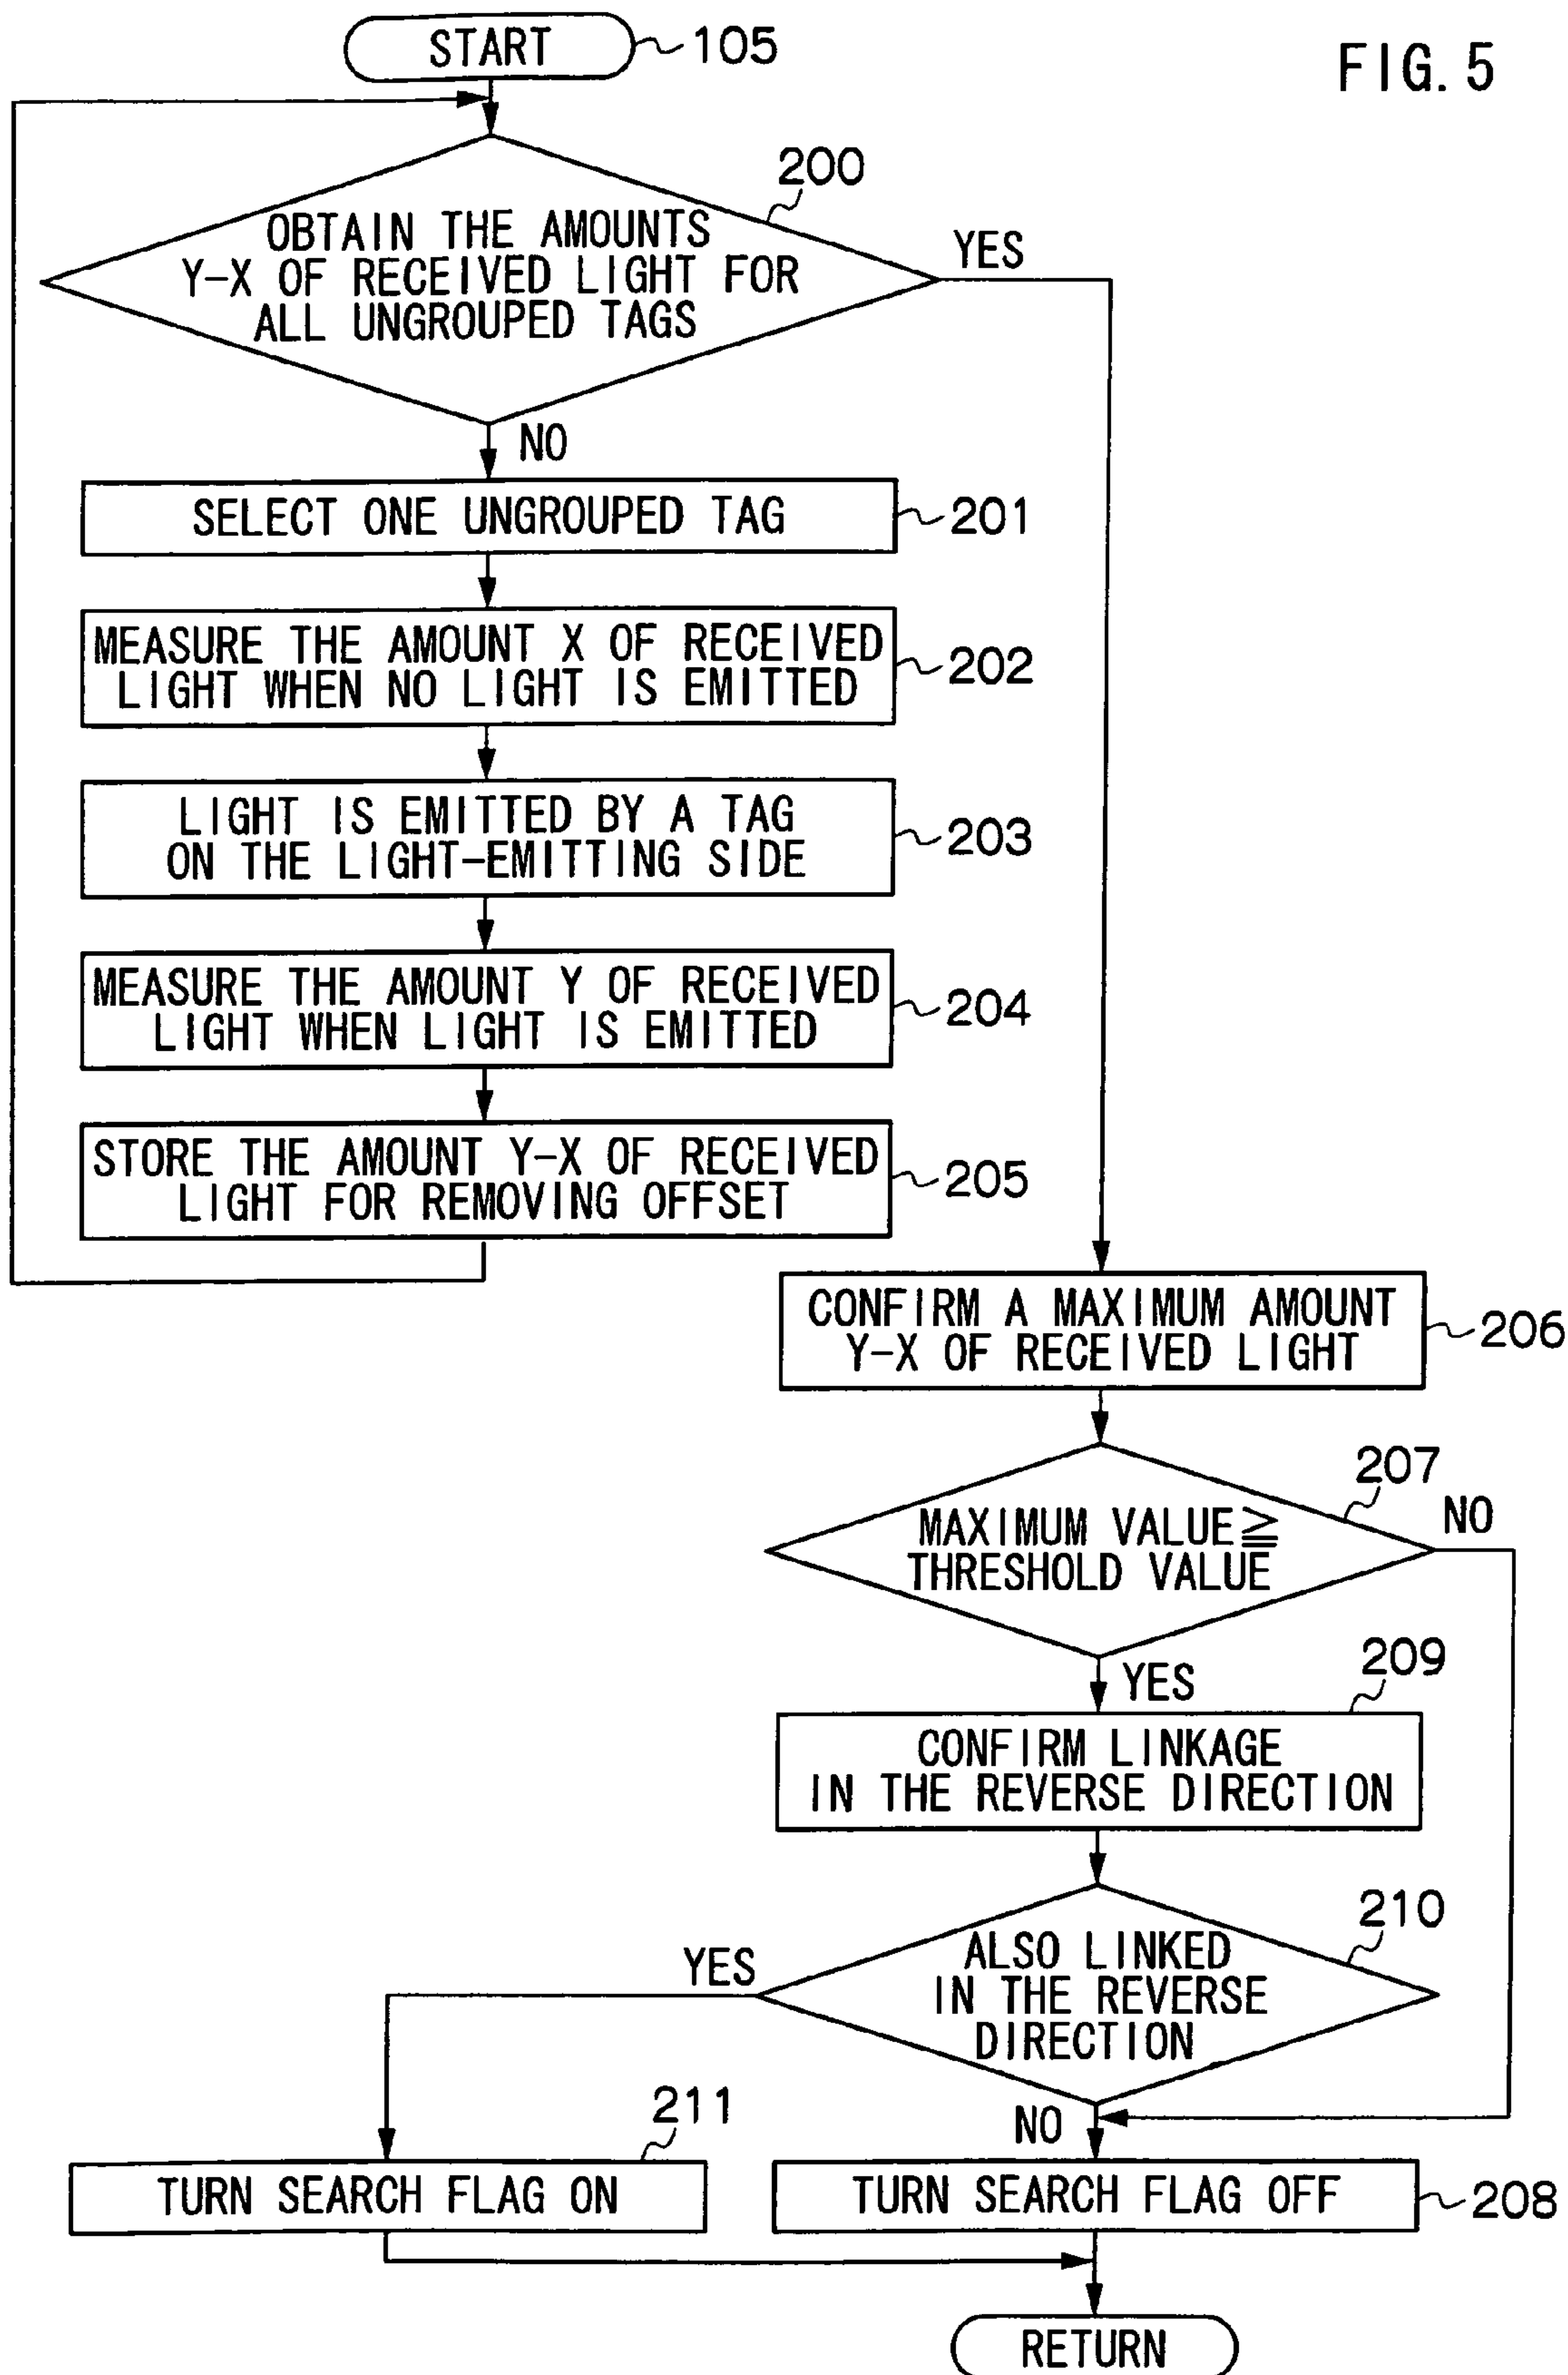 START
105
FIG. 5
200
OBTAIN THE AMOUNTS
Y-X OF RECEIVED LIGHT FOR
ALL UNGROUPED TAGS
YES
NO
SELECT ONE UNGROUPED TAG
201
MEASURE THE AMOUNT X OF RECEIVED
LIGHT WHEN NO LIGHT IS EMITTED
202
LIGHT IS EMITTED BY A TAG
ON THE LIGHT-EMITTING SIDE
203
MEASURE THE AMOUNT Y OF RECEIVED
LIGHT WHEN LIGHT IS EMITTED
204
STORE THE AMOUNT Y-X OF RECEIVED
LIGHT FOR REMOVING OFFSET
205
CONFIRM A MAXIMUM AMOUNT
Y-X OF RECEIVED LIGHT
206
207
MAXIMUM VALUE≧
THRESHOLD VALUE
NO
YES
209
CONFIRM LINKAGE
IN THE REVERSE DIRECTION
210
ALSO LINKED
IN THE REVERSE
DIRECTION
YES
NO
211
TURN SEARCH FLAG ON
TURN SEARCH FLAG OFF
208
RETURN